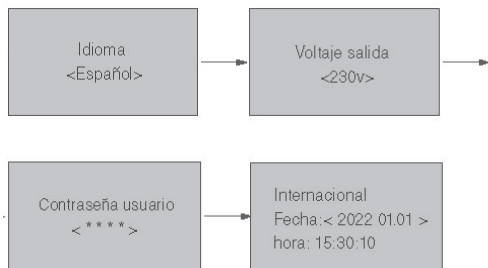 Idioma
<Español>
Voltaje salida
<230v>
Contraseña usuario
< * * * * >
Internacional
Fecha:< 2022 01.01 >
hora: 15:30:10